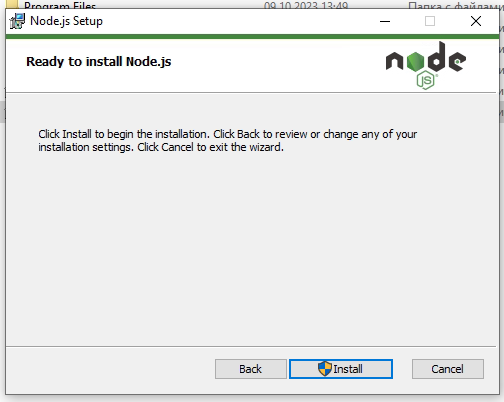 Program Files 09.10.2023 13:49 Папка с файлами
Node.js Setup
Ready to install Node.js
node
JS
Click Install to begin the installation. Click Back to review or change any of your
installation settings. Click Cancel to exit the wizard.
Back Install Cancel